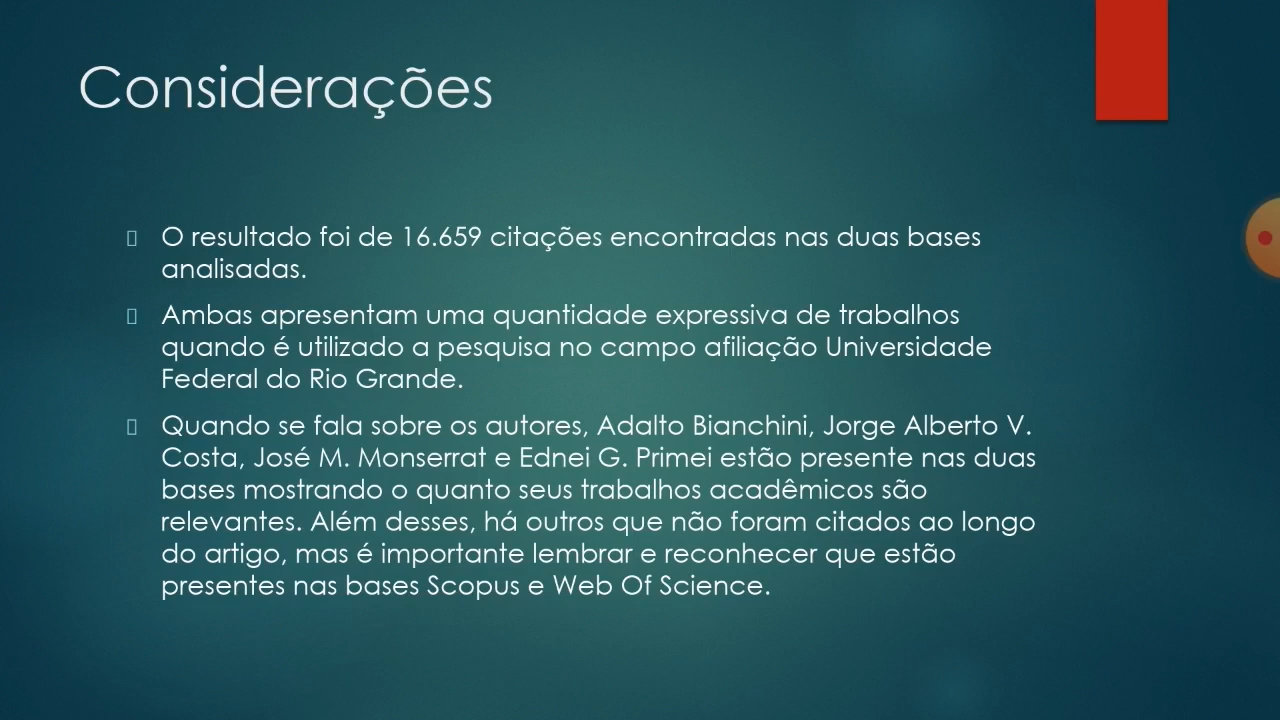 Considerações
O resultado foi de 16.659 citações encontradas nas duas bases
analisadas.
Ambas apresentam uma quantidade expressiva de trabalhos
quando é utilizado a pesquisa no campo afiliação Universidade
Federal do Rio Grande.
Quando se fala sobre os autores, Adalto Bianchini, Jorge Alberto V.
Costa, José M. Monserrat e Ednei G. Primei estão presente nas duas
bases mostrando o quanto seus trabalhos acadêmicos são
relevantes. Além desses, há outros que não foram citados ao longo
do artigo, mas é importante lembrar e reconhecer que estão
presentes nas bases Scopus e Web Of Science.